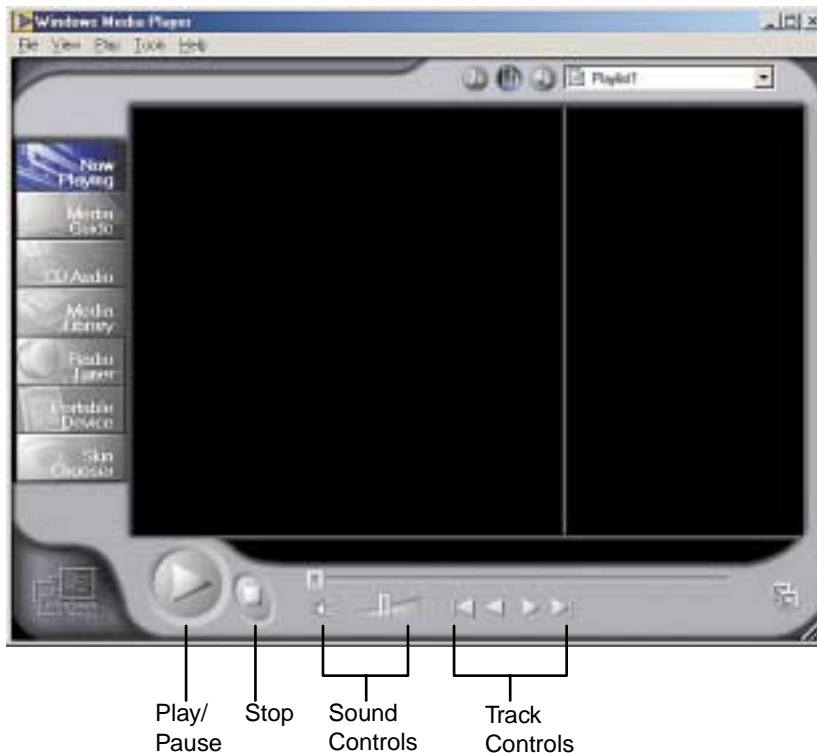 Windows Media Player
File View Play Tools Help
Playlist1
Now
Playing
Media
Guide
CD Audio
Media
Library
Radio
Tuner
Portable
Device
Skin
Chooser
Play/
Pause
Stop
Sound
Controls
Track
Controls